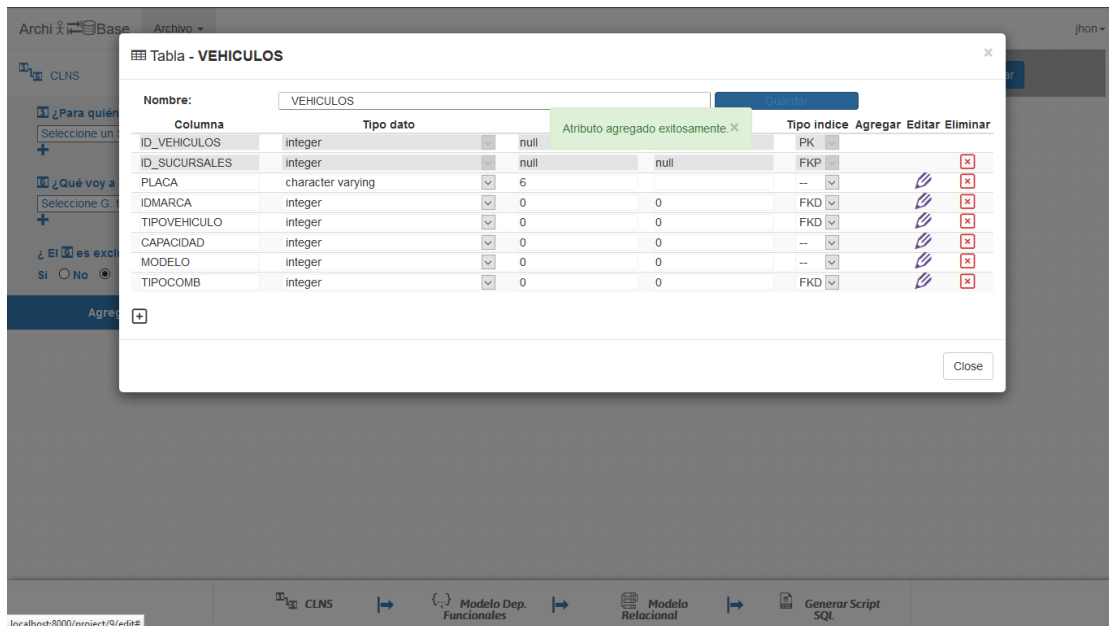 Archi Base Archivo jhon
Tabla - VEHICULOS ×
CLNS ar
Nombre: VEHICULOS Guardar
¿Para quién
Columna Tipo dato Tipo indice Agregar Editar Eliminar
Atributo agregado exitosamente. ×
Seleccione un
ID_VEHICULOS integer null PK
ID_SUCURSALES integer null null FKP
¿Qué voy a
PLACA character varying 6 --
Seleccione G. t
IDMARCA integer 0 0 FKD
TIPOVEHICULO integer 0 0 FKD
CAPACIDAD integer 0 0 --
¿ El es excl
MODELO integer 0 0 --
Si No
TIPOCOMB integer 0 0 FKD
Agreg
Close
CLNS
Modelo Dep. Funcionales
Modelo Relacional
Generar Script SQL
localhost:8000/project/9/edit#